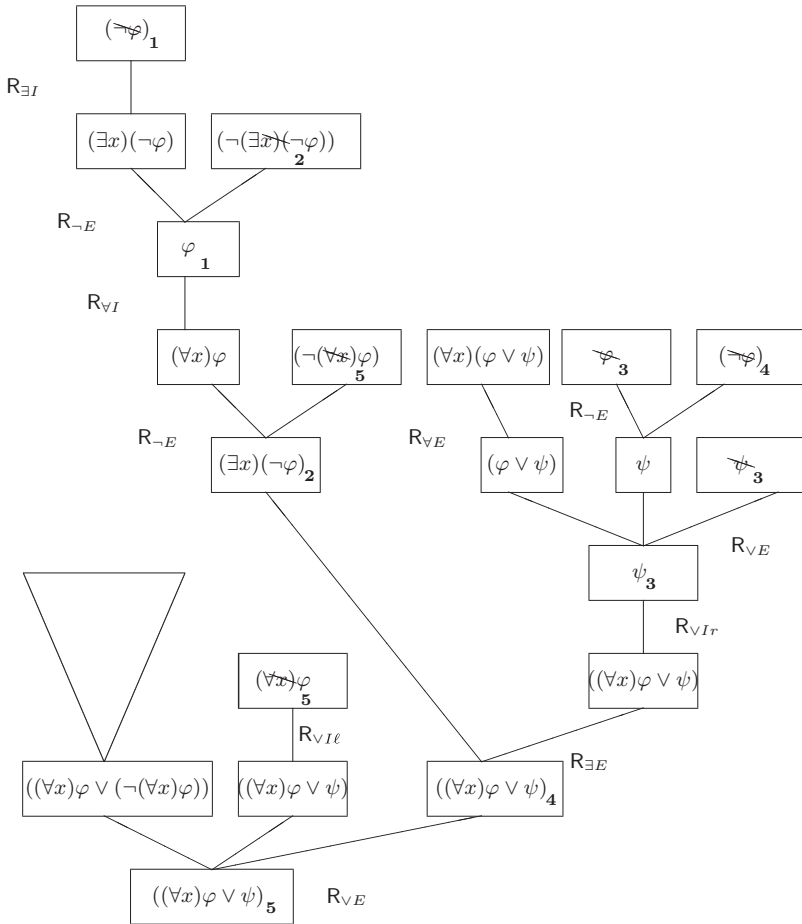 (¬φ)₁
R∃I
(∃x)(¬φ) (¬(∃x)(¬φ))₂
R¬E
φ₁
R∀I
(∀x)φ (¬(∀x)φ)₅ (∀x)(φ ∨ ψ) φ₃ (¬φ)₄
R¬E R∀E R¬E
(∃x)(¬φ)₂ (φ ∨ ψ) ψ ψ₃
R∨E
ψ₃
R∨Ir
(∀x)φ₅ ((∀x)φ ∨ ψ)
R∨Iℓ
R∃E
((∀x)φ ∨ (¬(∀x)φ)) ((∀x)φ ∨ ψ) ((∀x)φ ∨ ψ)₄
((∀x)φ ∨ ψ)₅ R∨E